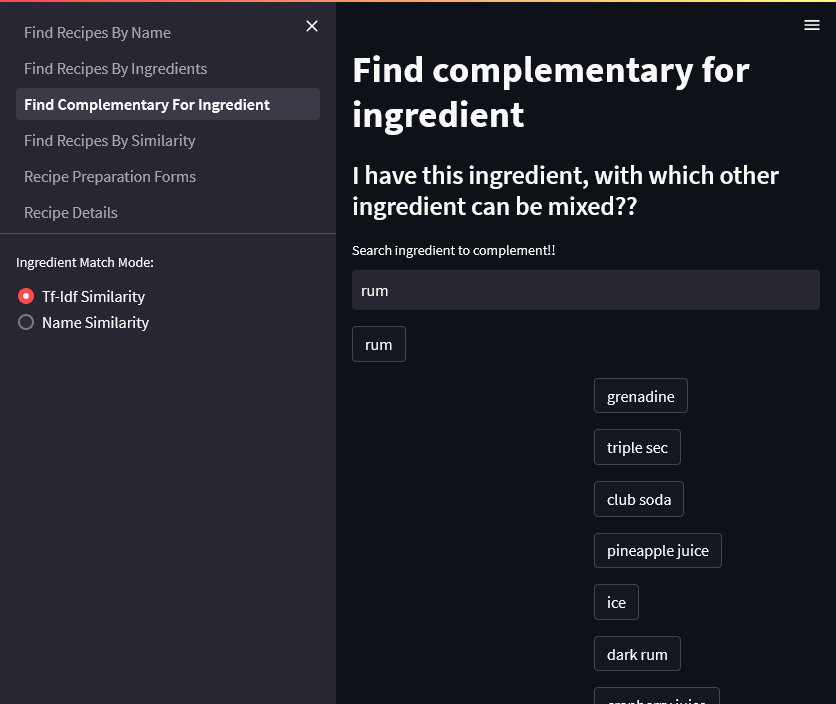 Find Recipes By Name
Find Recipes By Ingredients
Find Complementary For Ingredient
Find Recipes By Similarity
Recipe Preparation Forms
Recipe Details
Ingredient Match Mode:
Tf-Idf Similarity
Name Similarity
Find complementary for
ingredient
I have this ingredient, with which other
ingredient can be mixed??
Search ingredient to complement!!
rum
rum
grenadine
triple sec
club soda
pineapple juice
ice
dark rum
cranberry juice